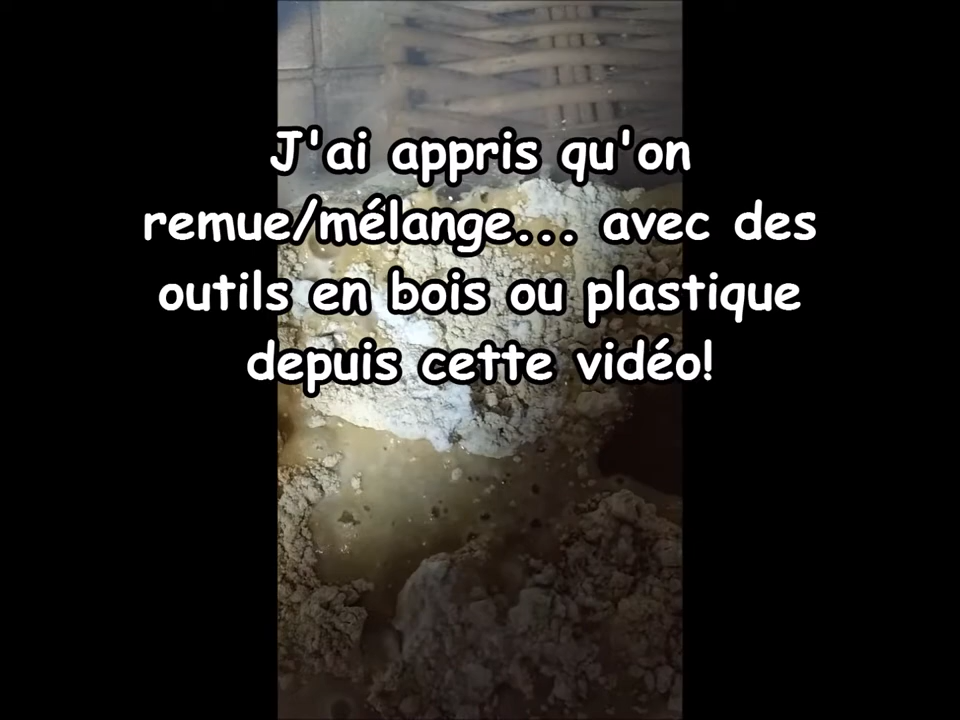 J'ai appris qu'on
remue/mélange... avec des
outils en bois ou plastique
depuis cette vidéo!